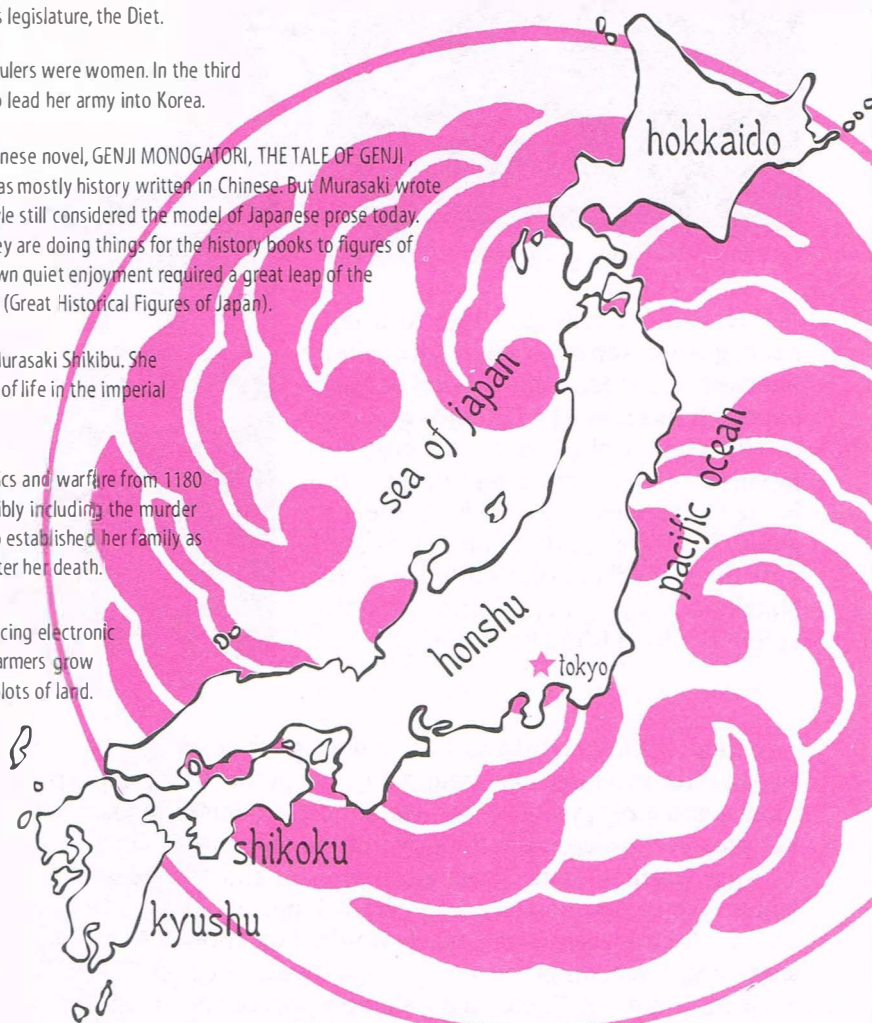 s legislature, the Diet.
ulers were women. In the third
o lead her army into Korea.
nese novel, GENJI MONOGATORI, THE TALE OF GENJI ,
as mostly history written in Chinese. But Murasaki wrote
le still considered the model of Japanese prose today.
ey are doing things for the history books to figures of
wn quiet enjoyment required a great leap of the
(Great Historical Figures of Japan).
Murasaki Shikibu. She
of life in the imperial
ics and warfare from 1180
ibly including the murder
o established her family as
ter her death.
cing electronic
armers grow
plots of land.
hokkaido
sea of japan
pacific ocean
honshu
tokyo
shikoku
kyushu